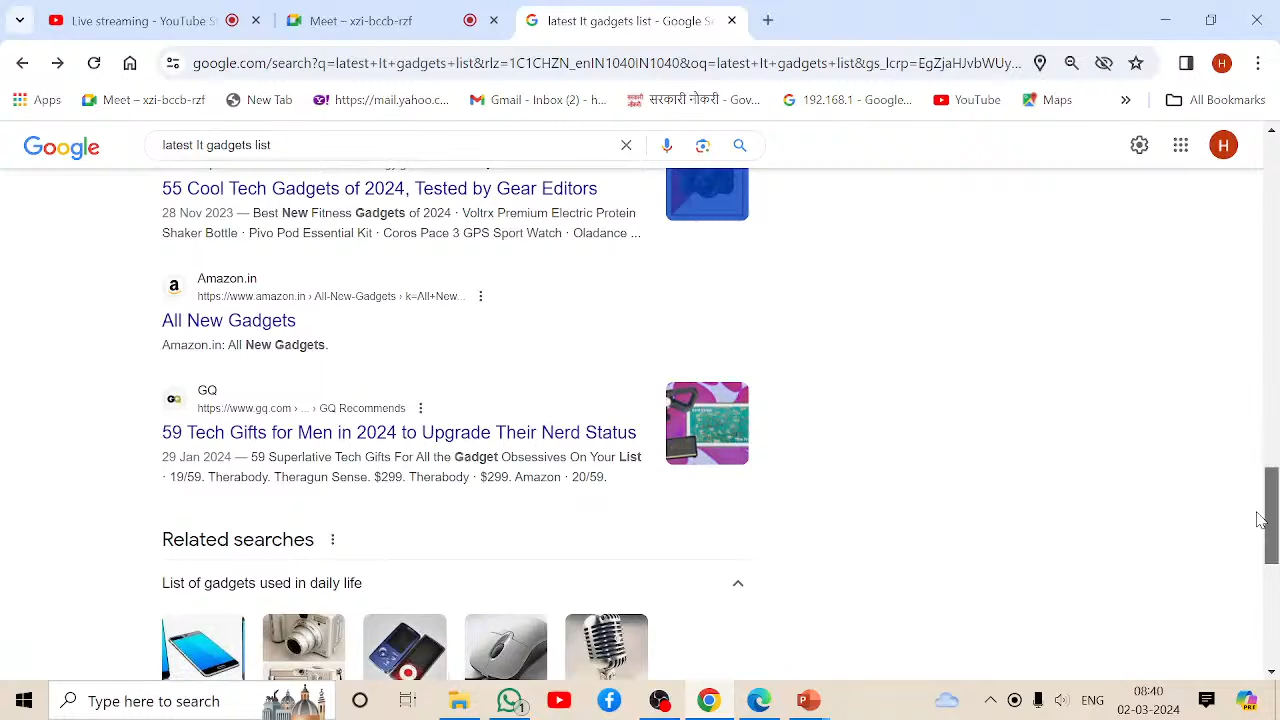 Live streaming - YouTube S
Meet – xzi-bccb-rzf
latest It gadgets list - Google Se
google.com/search?q=latest+It+gadgets+list&rlz=1C1CHZN_enIN1040IN1040&oq=latest+It+gadgets+list&gs_lcrp=EgZjaHJvbWUy...
H
Apps
Meet – xzi-bccb-rzf
New Tab
https://mail.yahoo.c...
Gmail - Inbox (2) - h...
सरकारी नौकरी - Gov...
192.168.1 - Google...
YouTube
Maps
»
All Bookmarks
Google
latest It gadgets list
H
55 Cool Tech Gadgets of 2024, Tested by Gear Editors
28 Nov 2023 — Best New Fitness Gadgets of 2024 · Voltrx Premium Electric Protein
Shaker Bottle · Pivo Pod Essential Kit · Coros Pace 3 GPS Sport Watch · Oladance ...
Amazon.in
https://www.amazon.in › All-New-Gadgets › k=All+New...
All New Gadgets
Amazon.in: All New Gadgets.
GQ
https://www.gq.com › ... › GQ Recommends
59 Tech Gifts for Men in 2024 to Upgrade Their Nerd Status
29 Jan 2024 — 59 Superlative Tech Gifts For All the Gadget Obsessives On Your List
· 19/59. Therabody. Theragun Sense. $299. Therabody · $299. Amazon · 20/59.
Related searches
List of gadgets used in daily life
Type here to search
1
ENG
08:40
02-03-2024